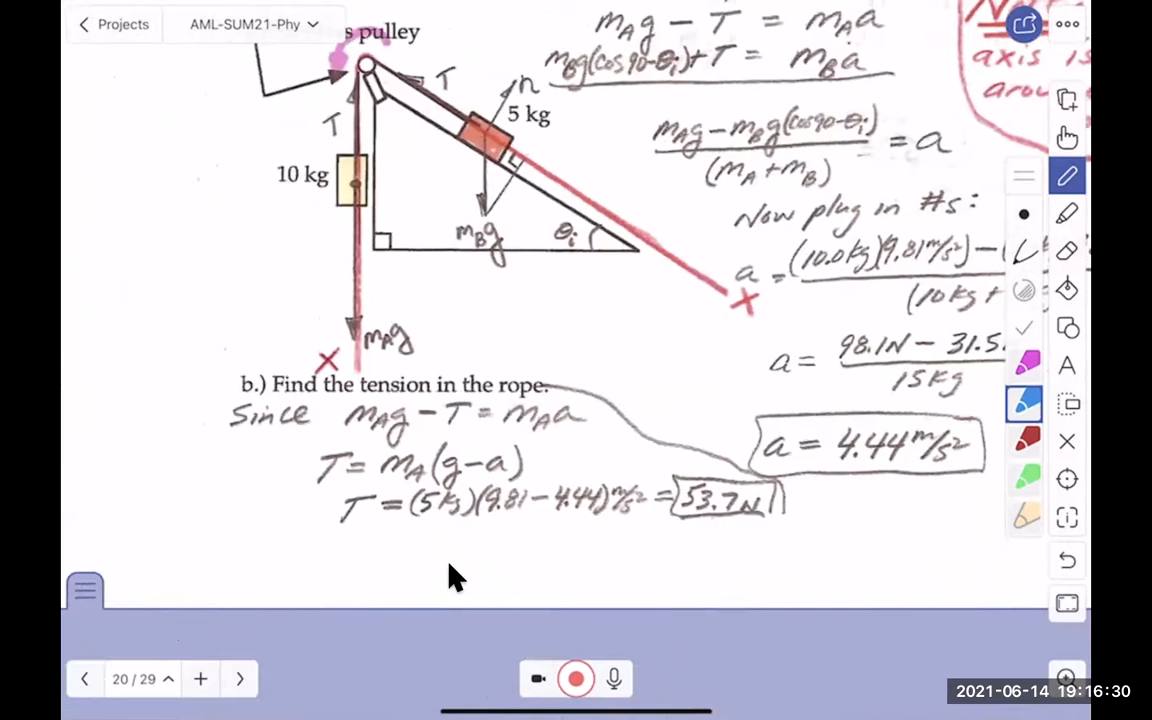 Projects
AML-SUM21-Phy
s pulley
T
T
n
5 kg
10 kg
mBg
θi
mAg
X
X
mAg - T = mAa
mBg(cos90-θi)+T = mBa
mAg-mBg(cos90-θi)
(mA+mB)
= a
Now plug in #s:
a = (10.0kg)(9.81m/s²)-(
(10kg+
a = 98.1N - 31.5
15kg
a = 4.44m/s²
axis is
arou
b.) Find the tension in the rope.
Since mAg-T = mAa
T = mA(g-a)
T = (5kg)(9.81-4.44)m/s² = 53.7N
20 / 29
2021-06-14 19:16:30